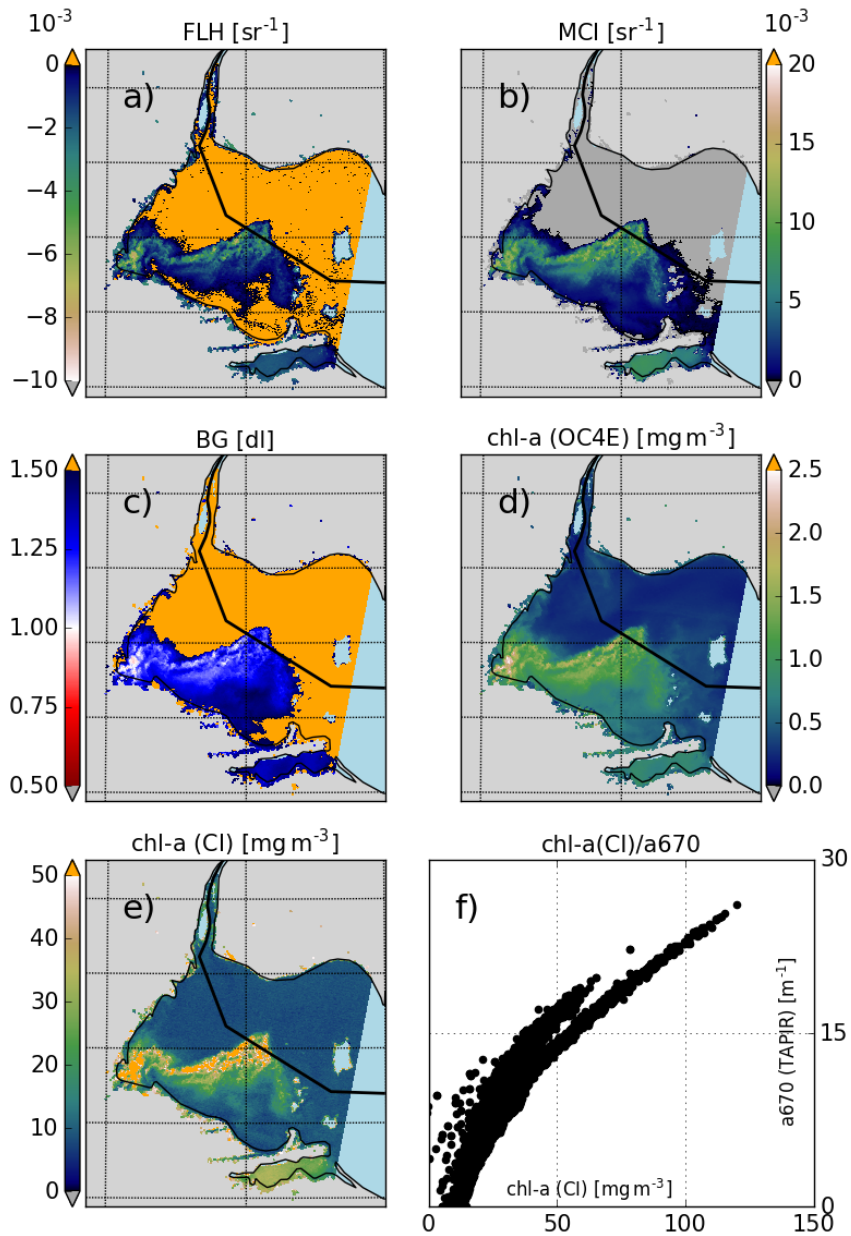 FLH [sr⁻¹]
10⁻³
a)
0
−2
−4
−6
−8
−10
MCI [sr⁻¹]
10⁻³
b)
20
15
10
5
0
BG [dl]
c)
1.50
1.25
1.00
0.75
0.50
chl-a (OC4E) [mg m⁻³]
d)
2.5
2.0
1.5
1.0
0.5
0.0
chl-a (CI) [mg m⁻³]
e)
50
40
30
20
10
0
chl-a(CI)/a670
f)
30
15
0
a670 (TAPIR) [m⁻¹]
chl-a (CI) [mg m⁻³]
0 50 100 150